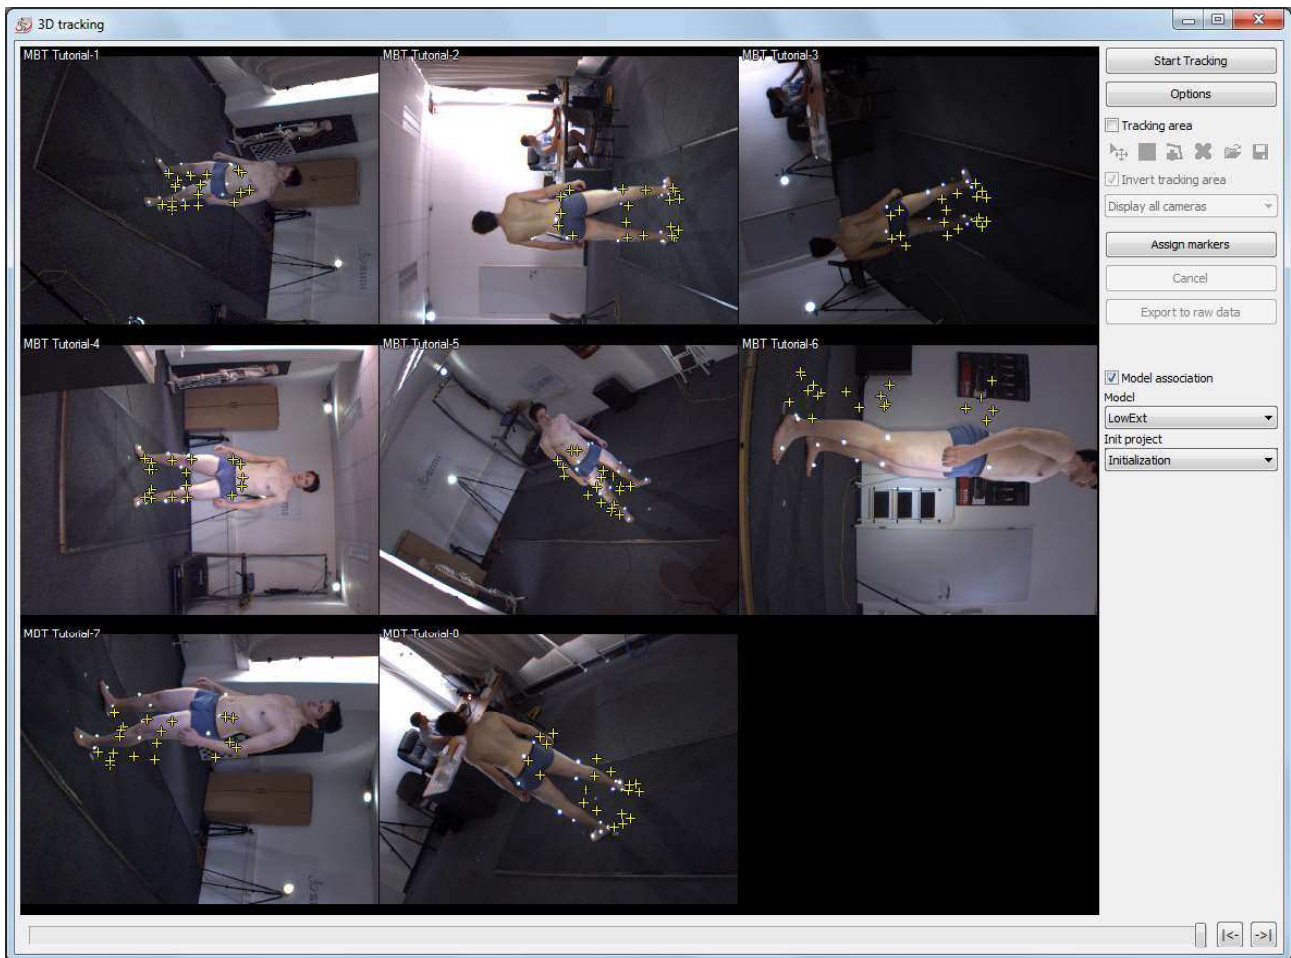 3D tracking
MBT Tutorial-1
MBT Tutorial-2
MBT Tutorial-3
Start Tracking
Options
Tracking area
Invert tracking area
Display all cameras
Assign markers
Cancel
Export to raw data
MBT Tutorial-4
MBT Tutorial-5
MBT Tutorial-6
Model association
Model
LowExt
Init project
Initialization
MBT Tutorial-7
MBT Tutorial-8
|<-
->|